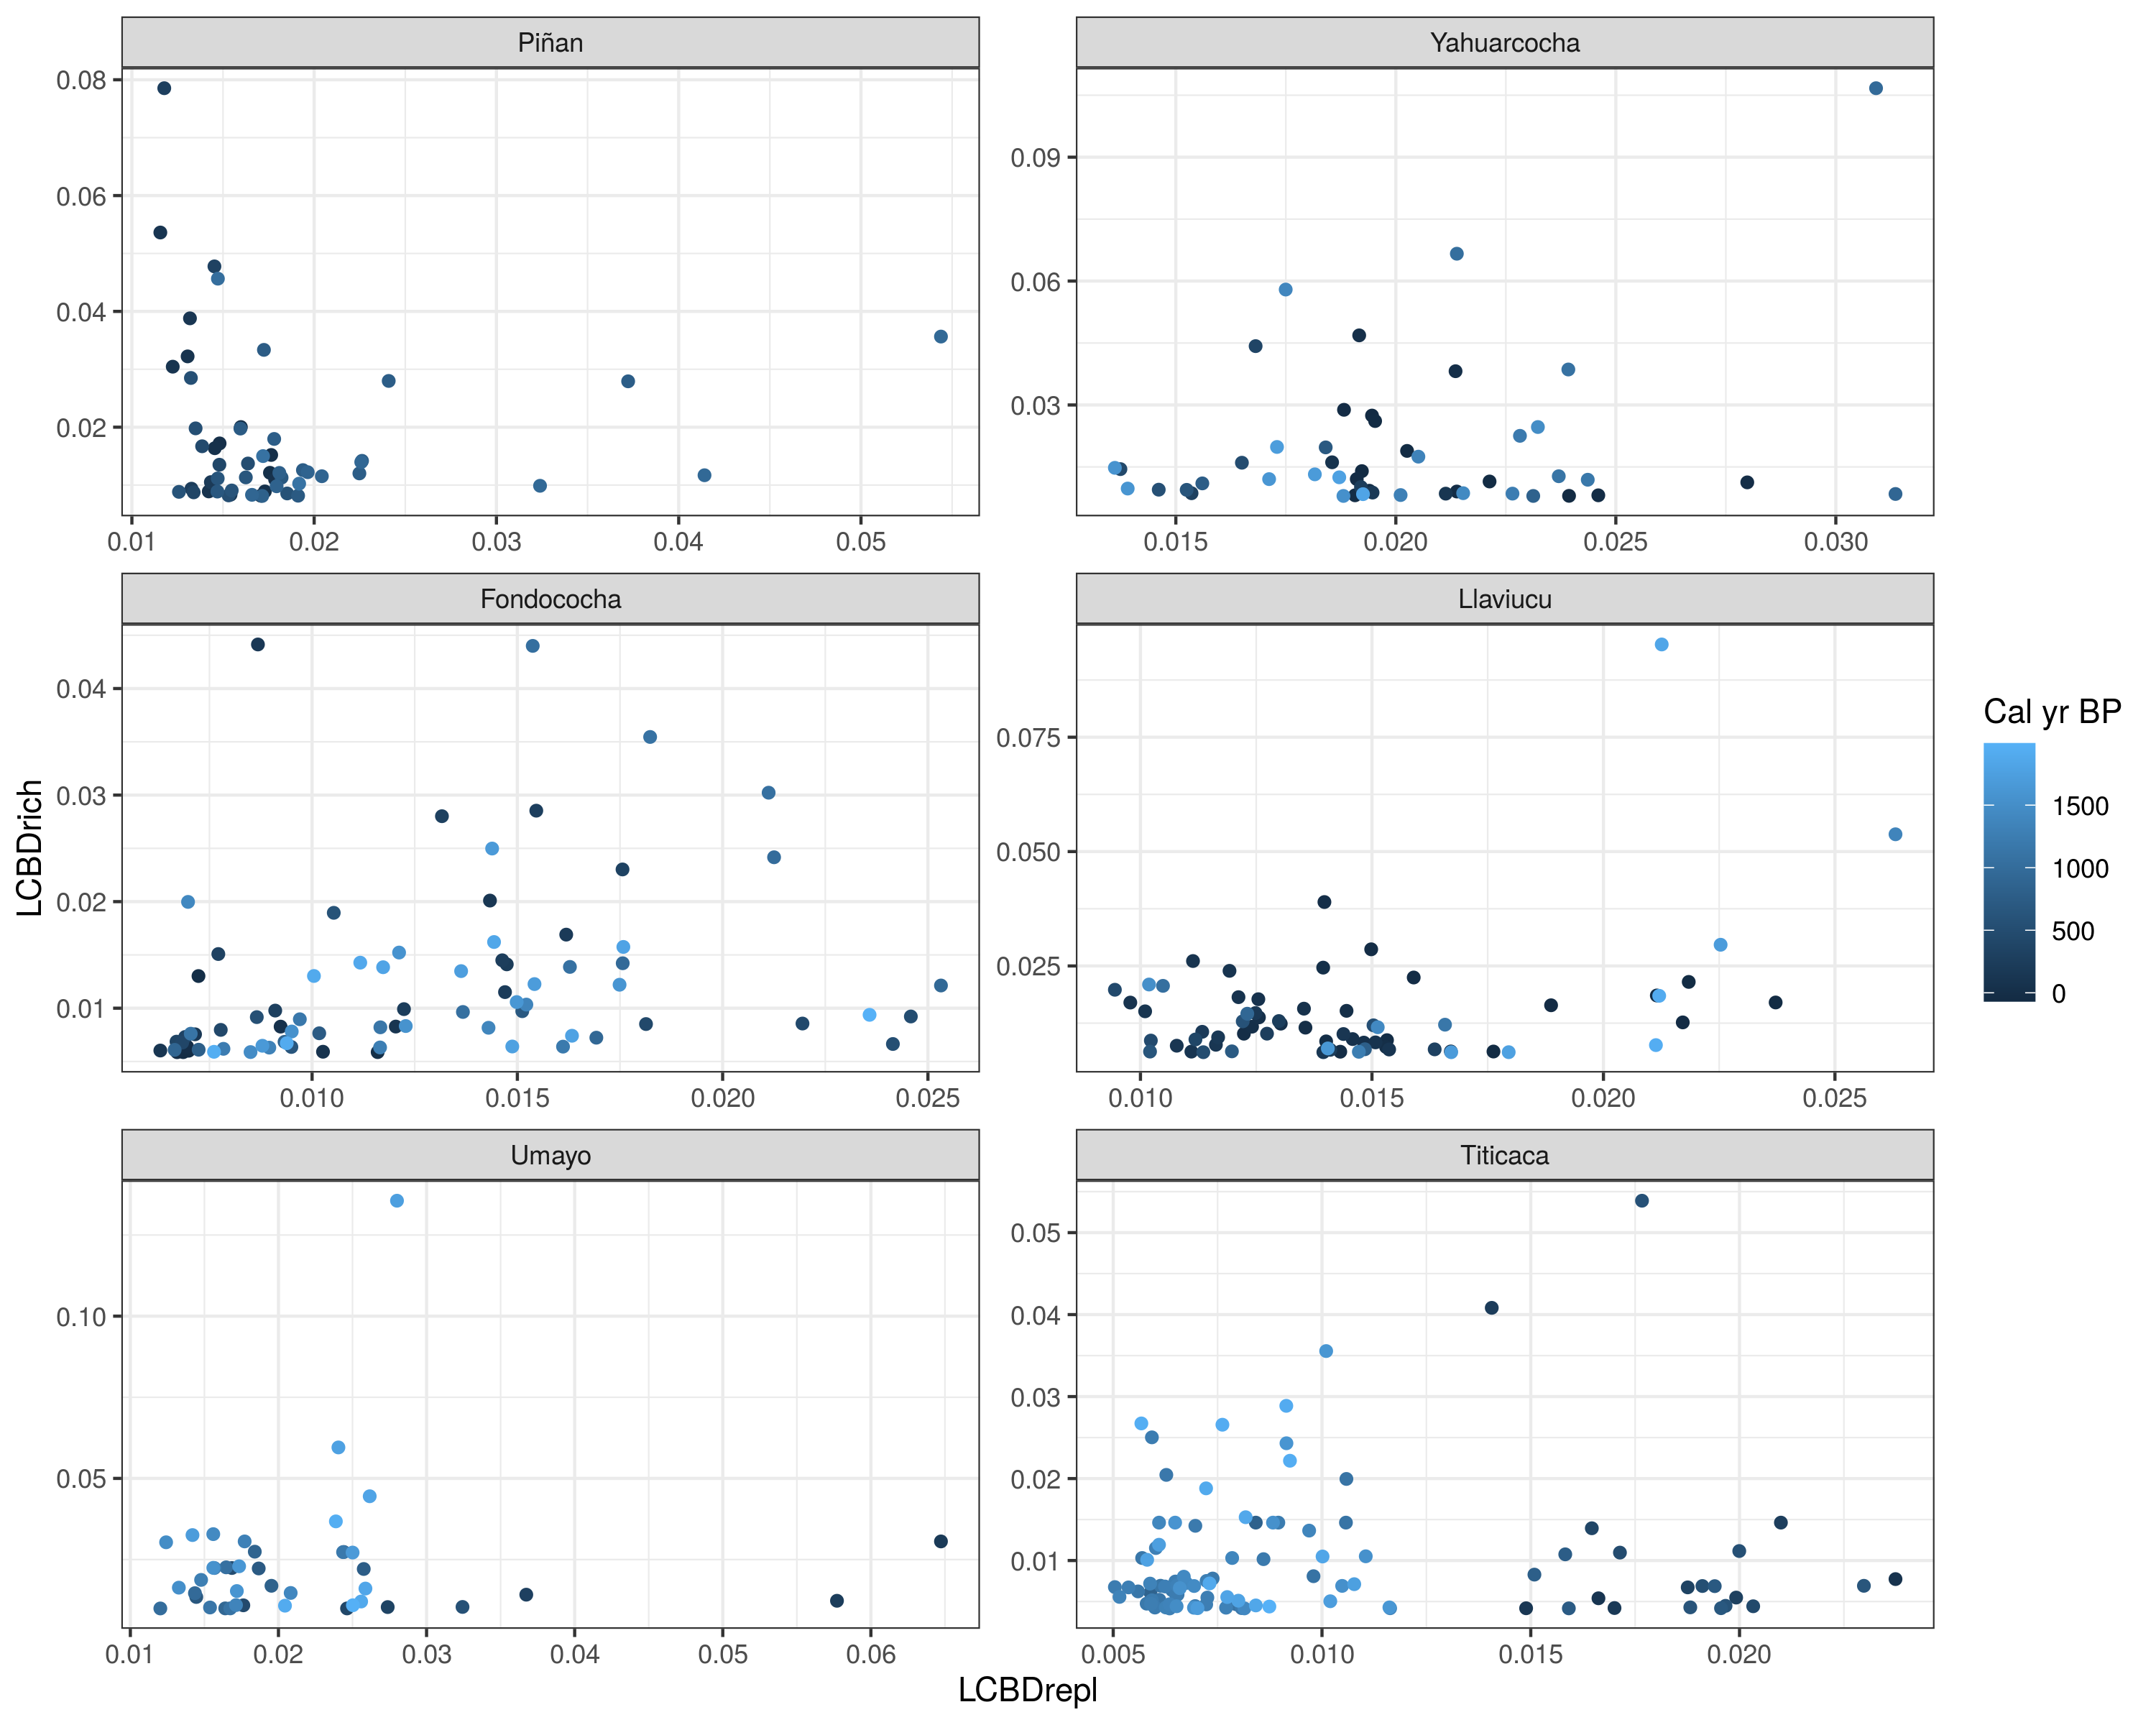 Piñan
Yahuarcocha
0.08
0.06
0.04
0.02
0.09
0.06
0.03
0.01 0.02 0.03 0.04 0.05
0.015 0.020 0.025 0.030
Fondococha
Llaviucu
0.04
0.03
0.02
0.01
0.075
0.050
0.025
0.010 0.015 0.020 0.025
0.010 0.015 0.020 0.025
Umayo
Titicaca
0.10
0.05
0.05
0.04
0.03
0.02
0.01
0.01 0.02 0.03 0.04 0.05 0.06
0.005 0.010 0.015 0.020
LCBDrich
LCBDrepl
Cal yr BP
1500
1000
500
0